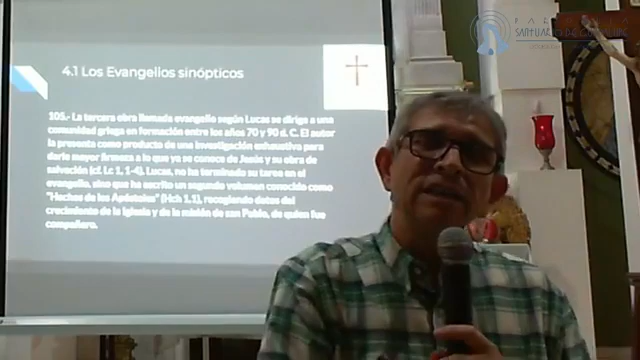 4.1 Los Evangelios sinópticos
105.- La tercera obra llamada evangelio según Lucas se dirige a una
comunidad griega en formación entre los años 70 y 90 d. C. El autor
la presenta como producto de una investigación exhaustiva para
darle mayor firmeza a lo que ya se conoce de Jesús y su obra de
salvación (cf. Lc 1, 1-4). Lucas, no ha terminado su tarea en el
evangelio, sino que ha escrito un segundo volumen conocido como
"Hechos de los Apóstoles" (Hch 1.1), recogiendo datos del
crecimiento de la Iglesia y de la misión de san Pablo, de quien fue
compañero.
PARROQUIA
SANTUARIO DE